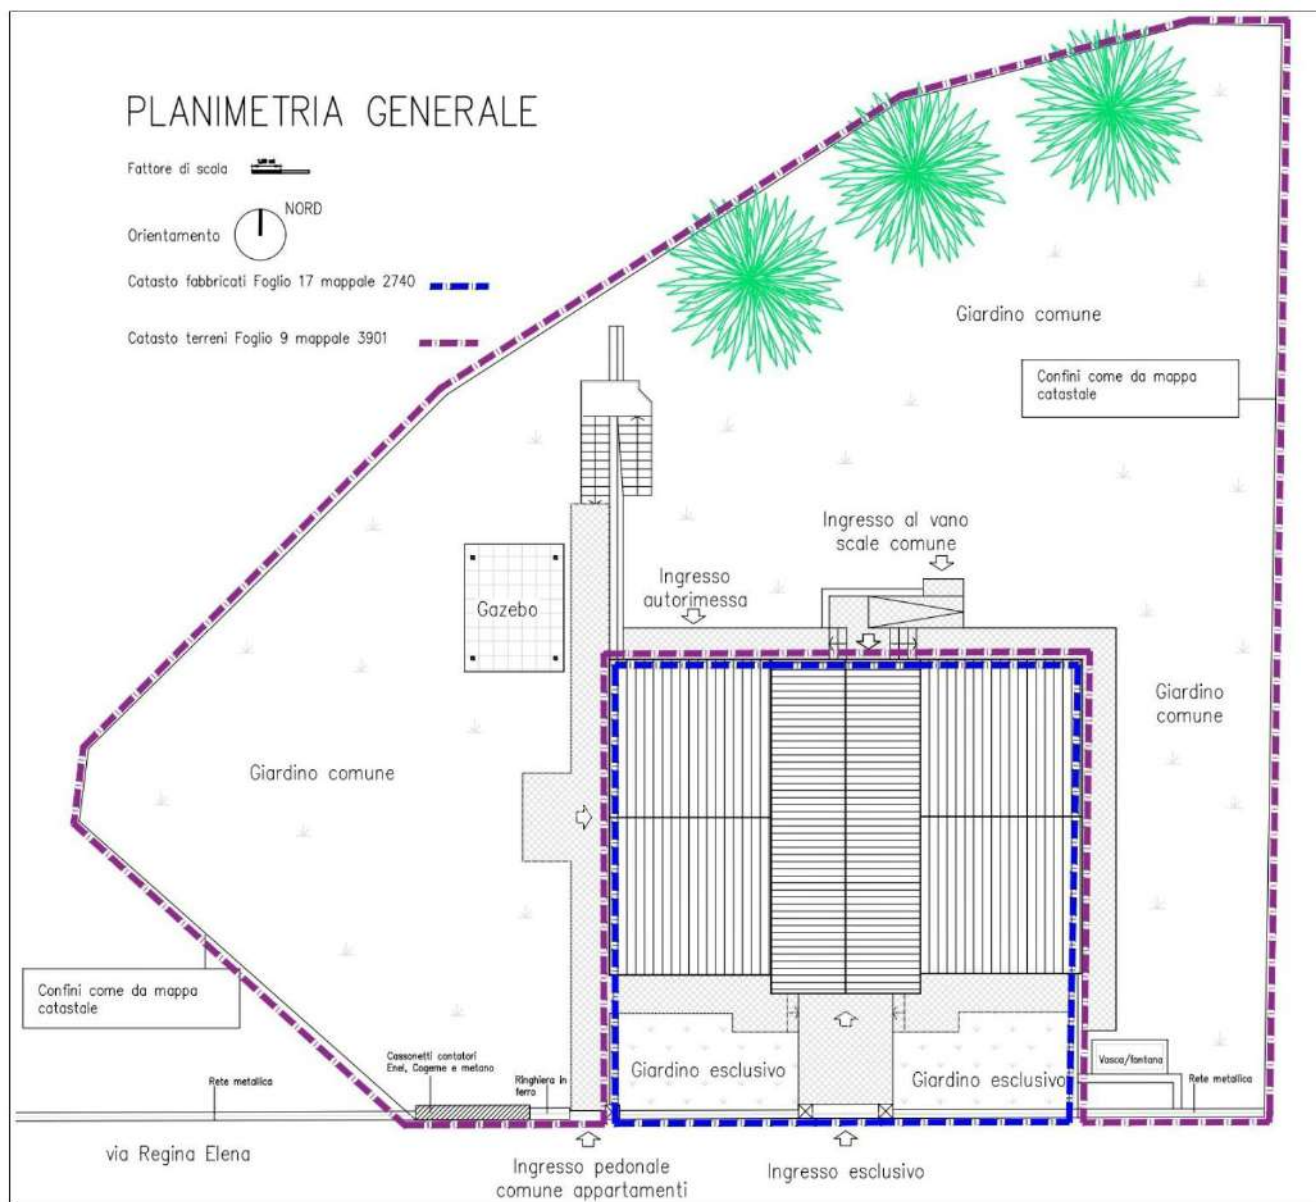 PLANIMETRIA GENERALE
Fattore di scala
NORD
Orientamento
Catasto fabbricati Foglio 17 mappale 2740
Catasto terreni Foglio 9 mappale 3901
Giardino comune
Confini come da mappa
catastale
Ingresso al vano
scale comune
Ingresso
autorimessa
Gazebo
Giardino
comune
Giardino comune
Confini come da mappa
catastale
Cassonetti contatori
Enel, Cogeme e metano
Rete metallica
Ringhiera in
ferro
Giardino esclusivo
Giardino esclusivo
Vasca/fontana
Rete metallica
via Regina Elena
Ingresso pedonale
comune appartamenti
Ingresso esclusivo